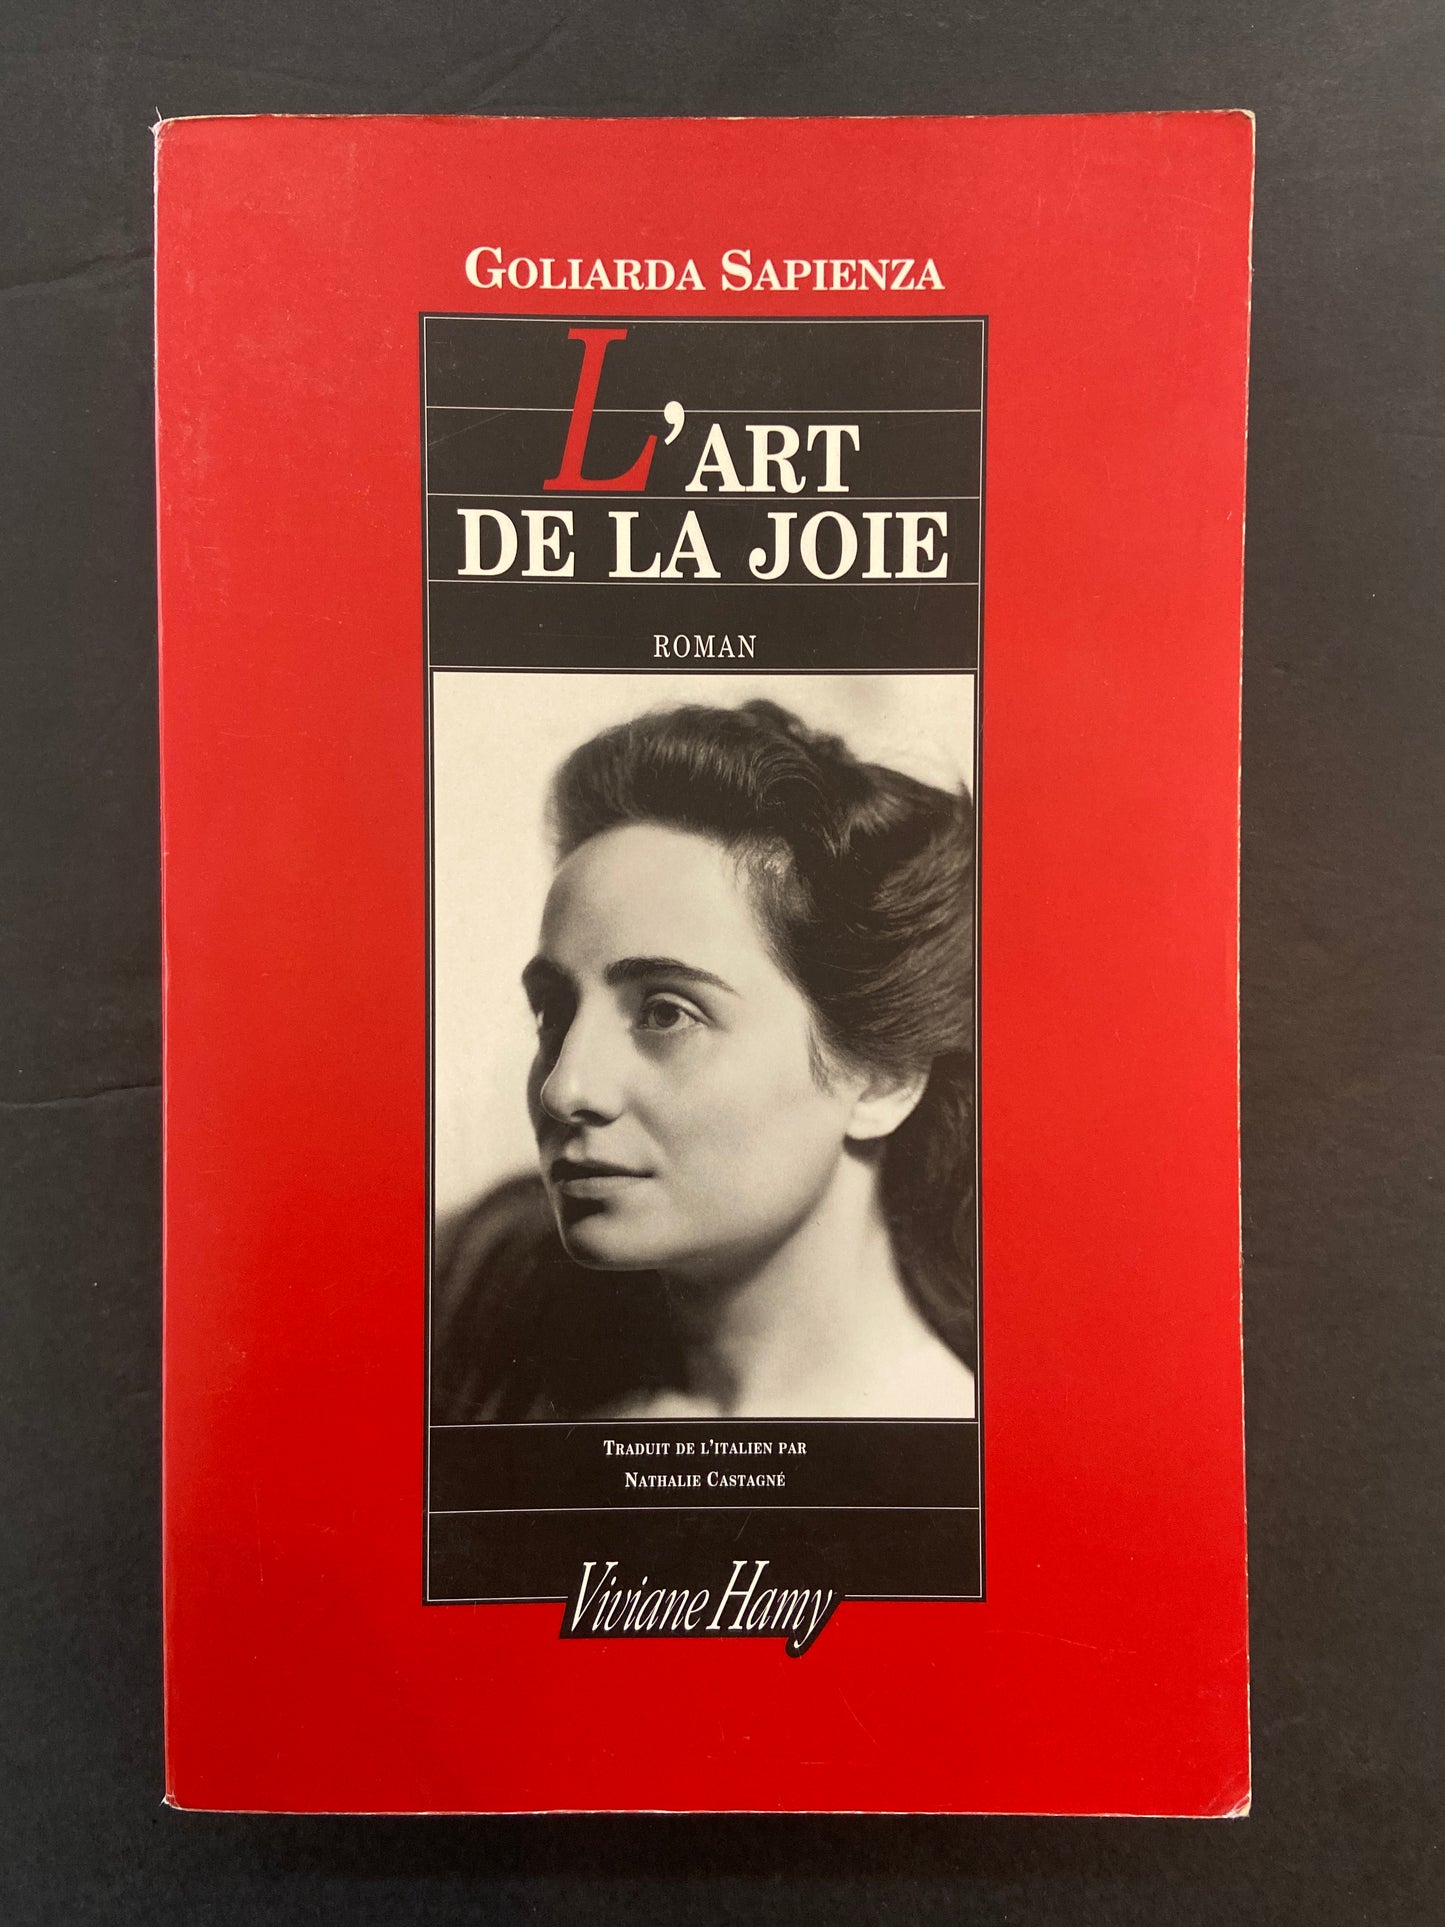 GOLIARDA SAPIENZA
L'ART
DE LA JOIE
ROMAN
TRADUIT DE L'ITALIEN PAR
NATHALIE CASTAGNÉ
Viviane Hamy